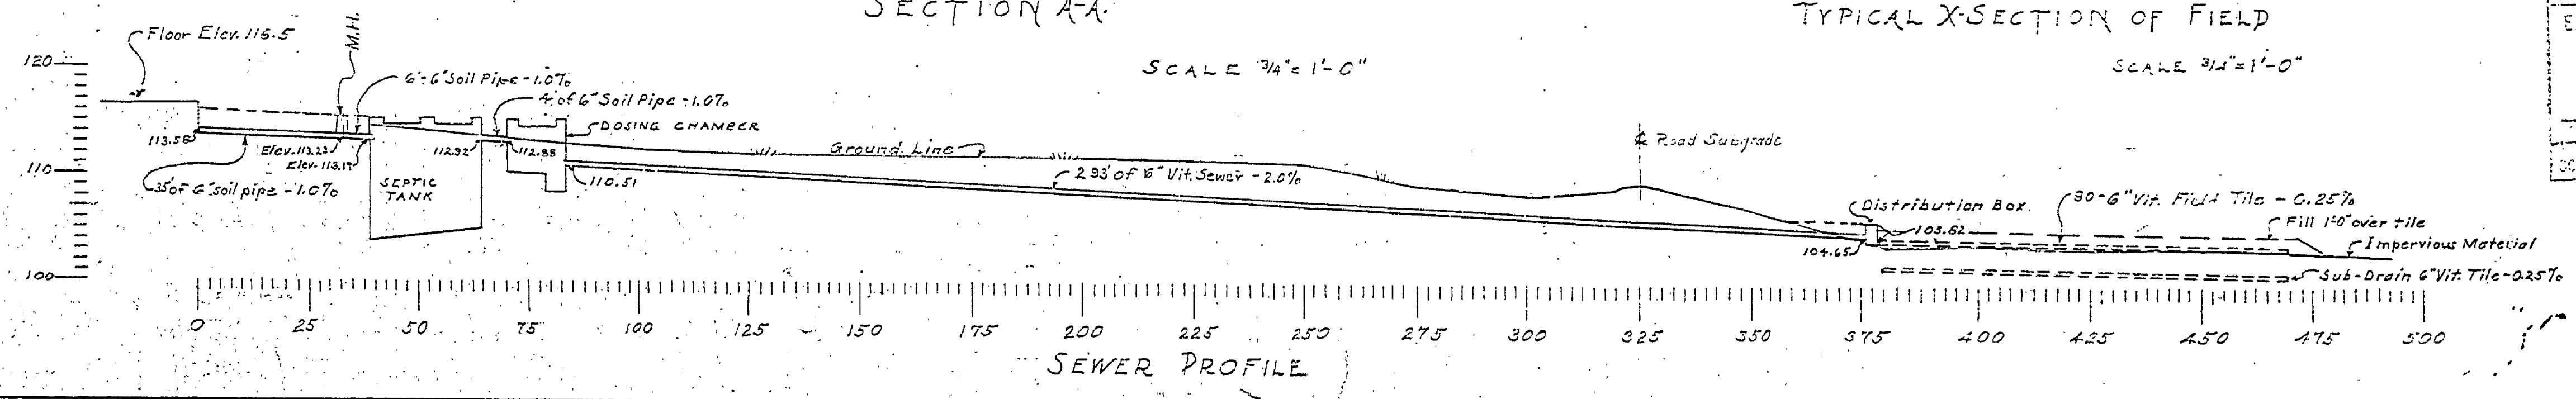 SECTION A-A.
TYPICAL X-SECTION OF FIELD
SCALE 3/4"=1'-0"
SCALE 3/4"=1'-0"
Floor Elev. 116.5
M.H.
6'-6"Soil Pipe-1.0%
4'of 6"Soil Pipe-1.0%
DOSING CHAMBER
120
110
100
113.58
Elev.113.23
Elev.113.17
112.92
112.88
110.51
35'of 6"soil pipe-1.0%
SEPTIC
TANK
Ground Line
293'of 6"Vit. Sewer-2.0%
℄ Road Subgrade
Distribution Box.
103.62
104.65
90-6"Vit. Field Tile-0.25%
Fill 1'-0"over tile
Impervious Material
Sub-Drain 6"Vit. Tile-0.25%
0 25 50 75 100 125 150 175 200 225 250 275 300 325 350 375 400 425 450 475 500
SEWER PROFILE